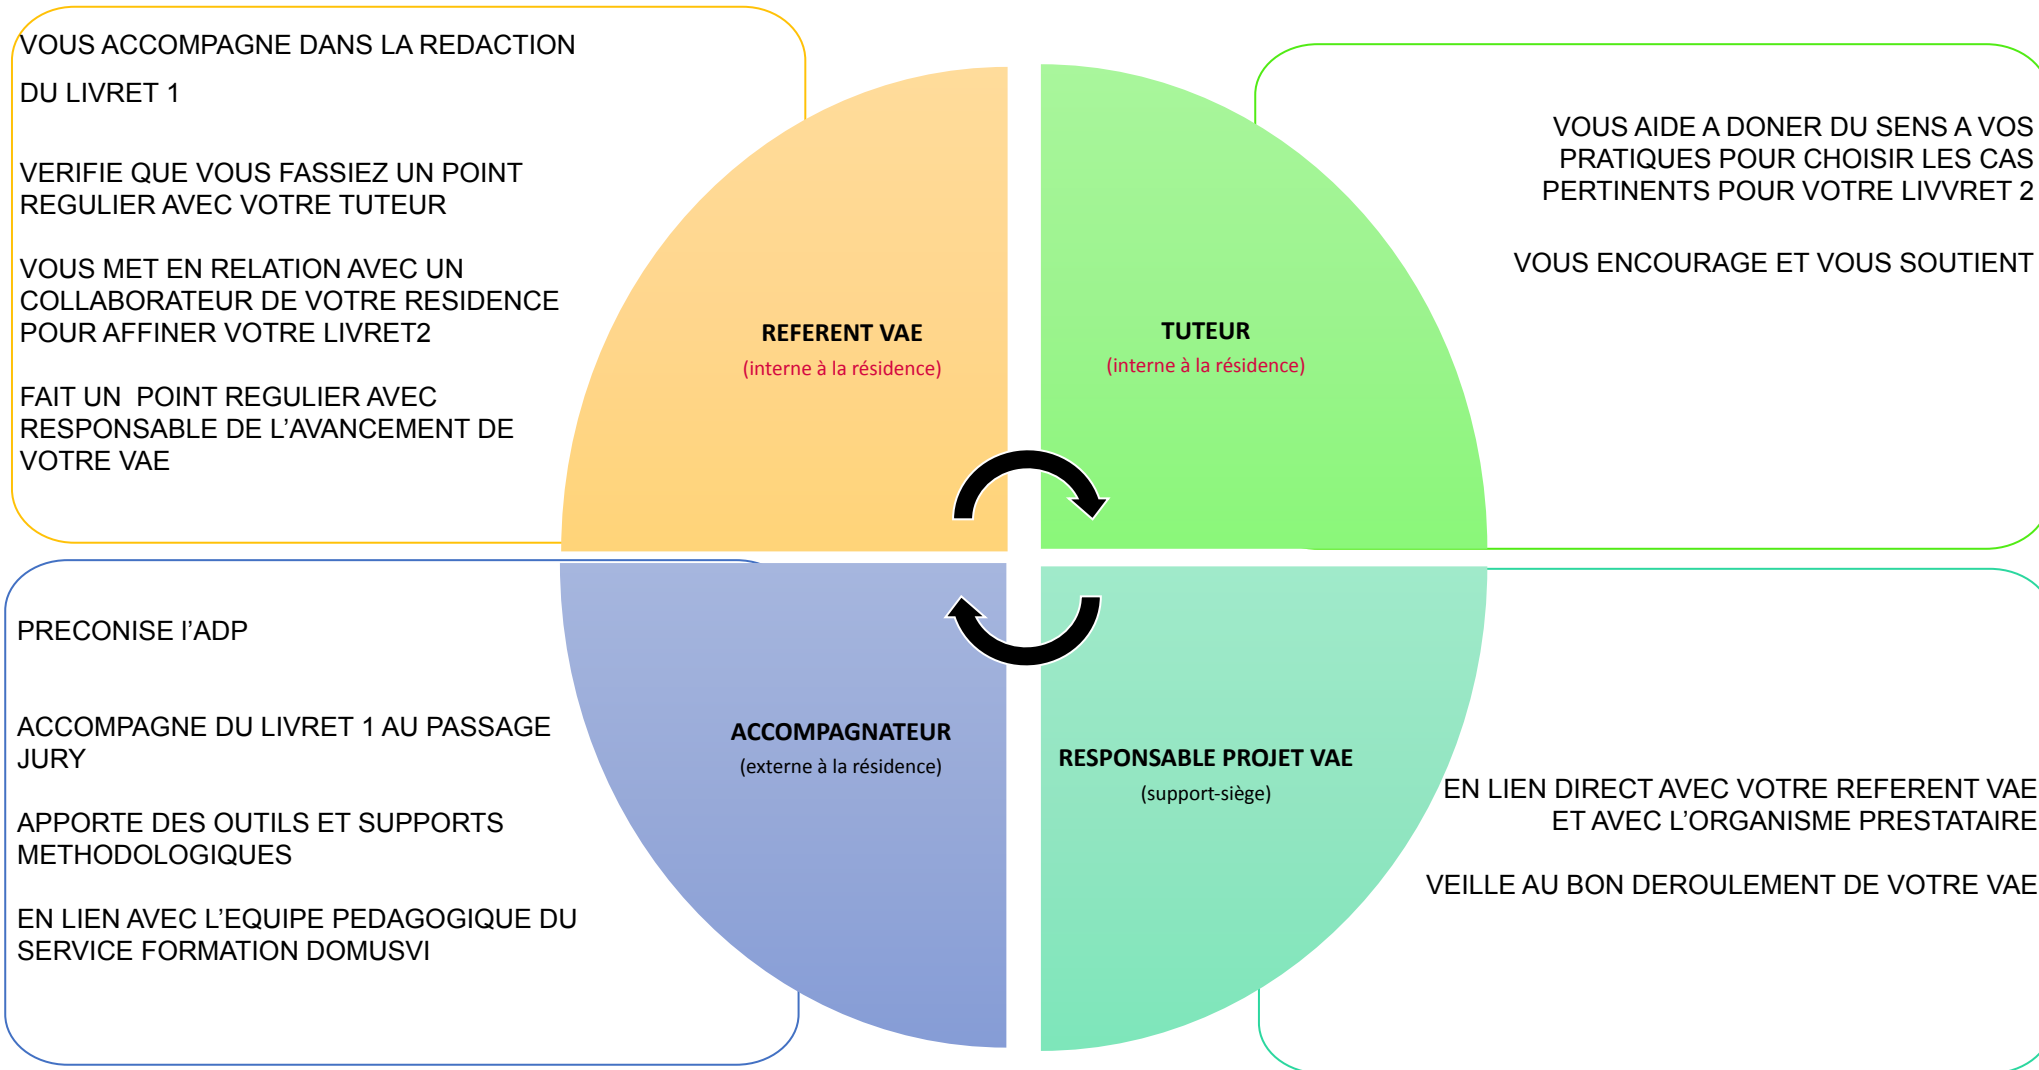 VOUS ACCOMPAGNE DANS LA REDACTION
DU LIVRET 1
VERIFIE QUE VOUS FASSIEZ UN POINT
REGULIER AVEC VOTRE TUTEUR
VOUS MET EN RELATION AVEC UN
COLLABORATEUR DE VOTRE RESIDENCE
POUR AFFINER VOTRE LIVRET2
FAIT UN  POINT REGULIER AVEC
RESPONSABLE DE L’AVANCEMENT DE
VOTRE VAE
REFERENT VAE
(interne à la résidence)
TUTEUR
(interne à la résidence)
VOUS AIDE A DONER DU SENS A VOS
PRATIQUES POUR CHOISIR LES CAS
PERTINENTS POUR VOTRE LIVVRET 2
VOUS ENCOURAGE ET VOUS SOUTIENT
PRECONISE l’ADP
ACCOMPAGNE DU LIVRET 1 AU PASSAGE
JURY
APPORTE DES OUTILS ET SUPPORTS
METHODOLOGIQUES
EN LIEN AVEC L’EQUIPE PEDAGOGIQUE DU
SERVICE FORMATION DOMUSVI
ACCOMPAGNATEUR
(externe à la résidence)
RESPONSABLE PROJET VAE
(support-siège)
EN LIEN DIRECT AVEC VOTRE REFERENT VAE
ET AVEC L’ORGANISME PRESTATAIRE
VEILLE AU BON DEROULEMENT DE VOTRE VAE